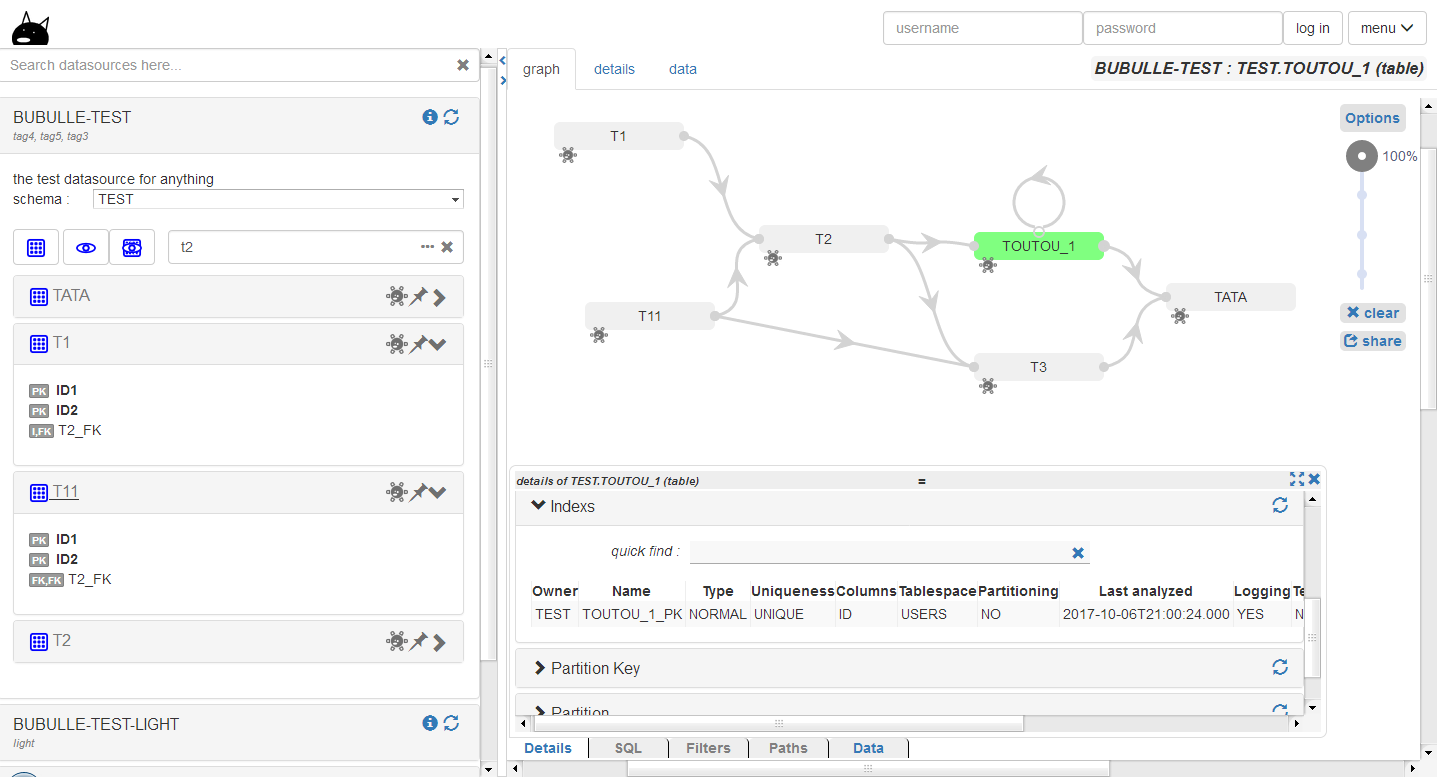 username
password
log in
menu
Search datasources here...
graph
details
data
BUBULLE-TEST : TEST.TOUTOU_1 (table)
BUBULLE-TEST
tag4, tag5, tag3
the test datasource for anything
schema :
TEST
t2
TATA
T1
PK ID1
PK ID2
I,FK T2_FK
T11
PK ID1
PK ID2
FK,FK T2_FK
T2
BUBULLE-TEST-LIGHT
light
Options
100%
clear
share
T1
T2
TOUTOU_1
T11
TATA
T3
details of TEST.TOUTOU_1 (table)
=
Indexs
quick find :
Owner Name Type Uniqueness Columns Tablespace Partitioning Last analyzed Logging Te
TEST TOUTOU_1_PK NORMAL UNIQUE ID USERS NO 2017-10-06T21:00:24.000 YES N
Partition Key
Partition
Details
SQL
Filters
Paths
Data